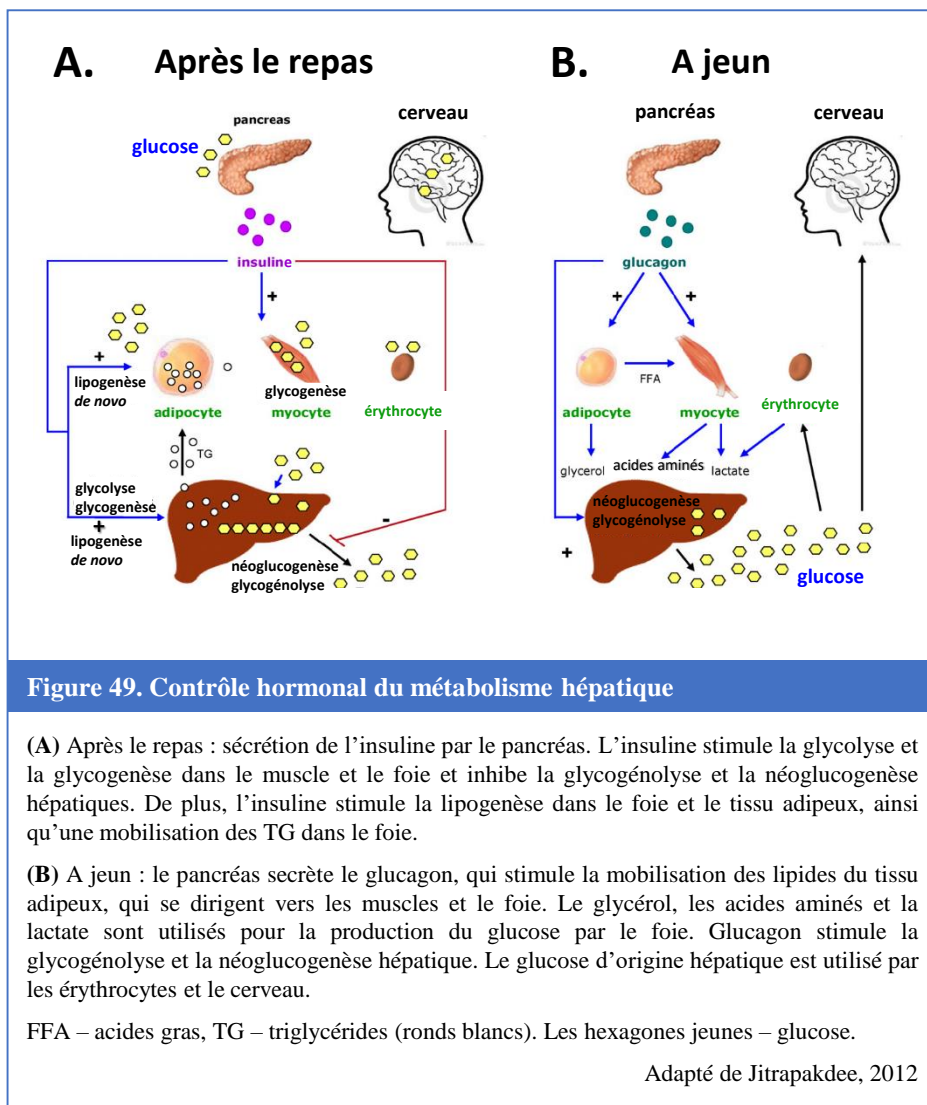 A. Après le repas
B. A jeun
pancreas
cerveau
glucose
insuline
+
+
lipogenèse
de novo
glycogenèse
adipocyte
myocyte
érythrocyte
TG
glycolyse
glycogenèse
+
lipogenèse
de novo
-
néoglucogenèse
glycogénolyse
pancréas
cerveau
glucagon
+
+
FFA
adipocyte
myocyte
érythrocyte
glycerol
acides aminés
lactate
néoglucogenèse
glycogénolyse
+
glucose
Figure 49. Contrôle hormonal du métabolisme hépatique
(A) Après le repas : sécrétion de l’insuline par le pancréas. L’insuline stimule la glycolyse et
la glycogenèse dans le muscle et le foie et inhibe la glycogénolyse et la néoglucogenèse
hépatiques. De plus, l’insuline stimule la lipogenèse dans le foie et le tissu adipeux, ainsi
qu’une mobilisation des TG dans le foie.
(B) A jeun : le pancréas secrète le glucagon, qui stimule la mobilisation des lipides du tissu
adipeux, qui se dirigent vers les muscles et le foie. Le glycérol, les acides aminés et la
lactate sont utilisés pour la production du glucose par le foie. Glucagon stimule la
glycogénolyse et la néoglucogenèse hépatique. Le glucose d’origine hépatique est utilisé par
les érythrocytes et le cerveau.
FFA – acides gras, TG – triglycérides (ronds blancs). Les hexagones jeunes – glucose.
Adapté de Jitrapakdee, 2012